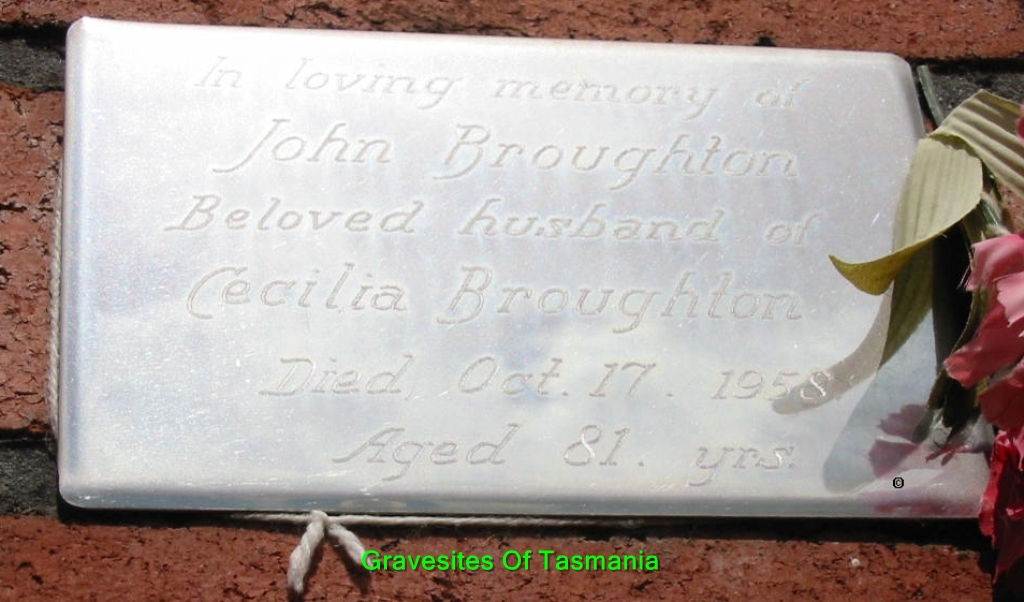 In loving memory of
John Broughton
Beloved husband of
Cecilia Broughton
Died, Oct. 17. 1958
Aged 81. yrs.
©
Gravesites Of Tasmania